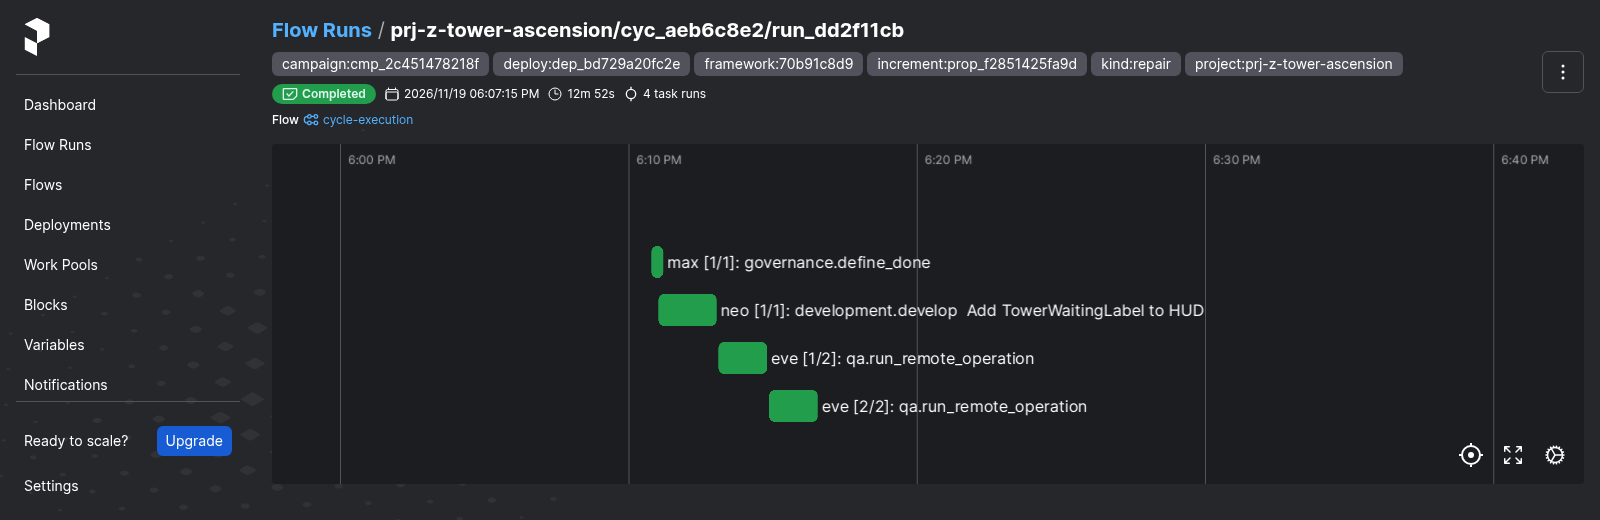 Flow Runs / prj-z-tower-ascension/cyc_aeb6c8e2/run_dd2f11cb
campaign:cmp_2c451478218f deploy:dep_bd729a20fc2e framework:70b91c8d9 increment:prop_f2851425fa9d kind:repair project:prj-z-tower-ascension
Completed 2026/11/19 06:07:15 PM 12m 52s 4 task runs
Flow cycle-execution
Dashboard
Flow Runs
Flows
Deployments
Work Pools
Blocks
Variables
Notifications
Ready to scale? Upgrade
Settings
6:00 PM 6:10 PM 6:20 PM 6:30 PM 6:40 PM
max [1/1]: governance.define_done
neo [1/1]: development.develop Add TowerWaitingLabel to HUD
eve [1/2]: qa.run_remote_operation
eve [2/2]: qa.run_remote_operation